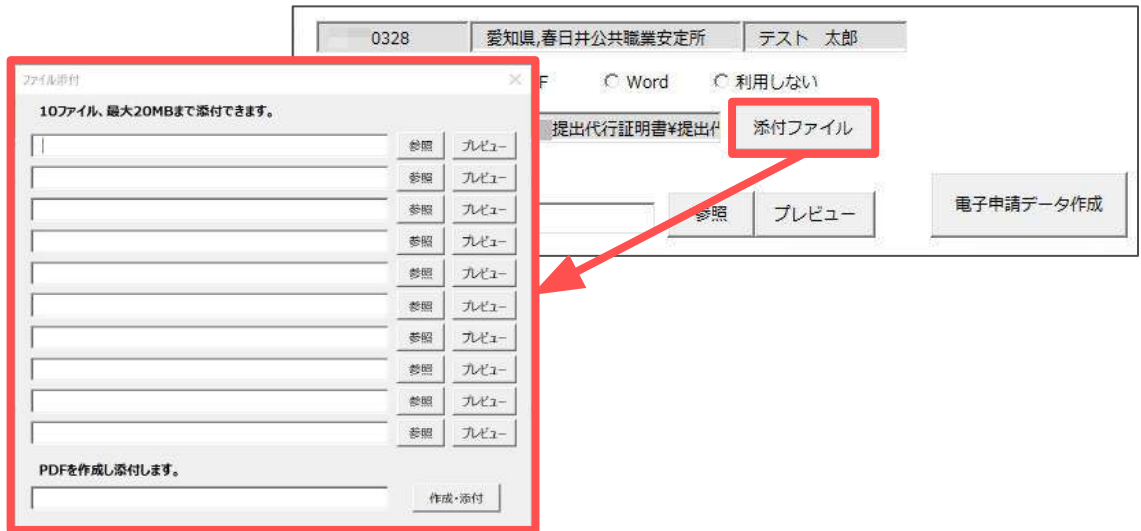 0328 愛知県,春日井公共職業安定所 テスト 太郎
F Word 利用しない
提出代行証明書¥提出代 添付ファイル
参照 プレビュー
電子申請データ作成
ファイル添付
10ファイル、最大20MBまで添付できます。
参照 プレビュー
参照 プレビュー
参照 プレビュー
参照 プレビュー
参照 プレビュー
参照 プレビュー
参照 プレビュー
参照 プレビュー
参照 プレビュー
参照 プレビュー
PDFを作成し添付します。
作成・添付